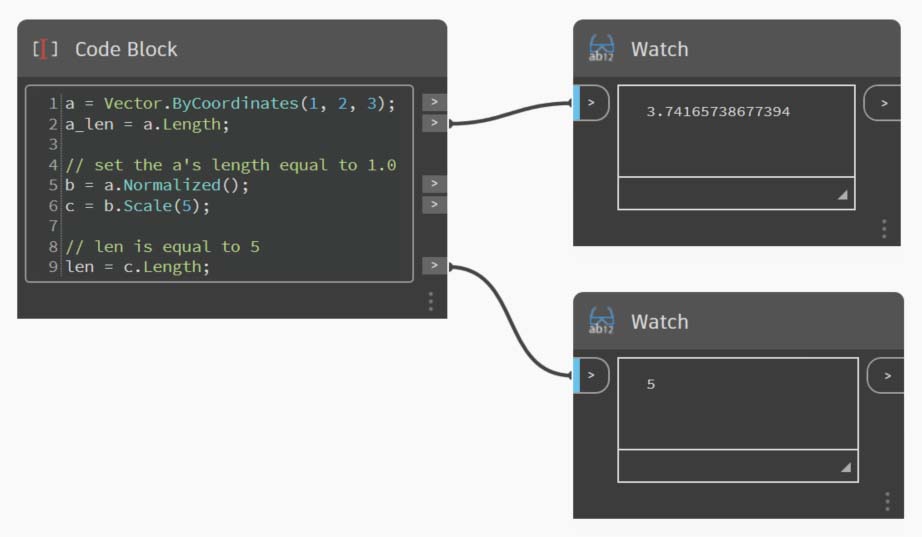 [I] Code Block
1 a = Vector.ByCoordinates(1, 2, 3); >
2 a_len = a.Length; >
3
4 // set the a's length equal to 1.0
5 b = a.Normalized(); >
6 c = b.Scale(5); >
7
8 // len is equal to 5
9 len = c.Length; >
ab12 Watch
> 3.74165738677394 >
ab12 Watch
> 5 >